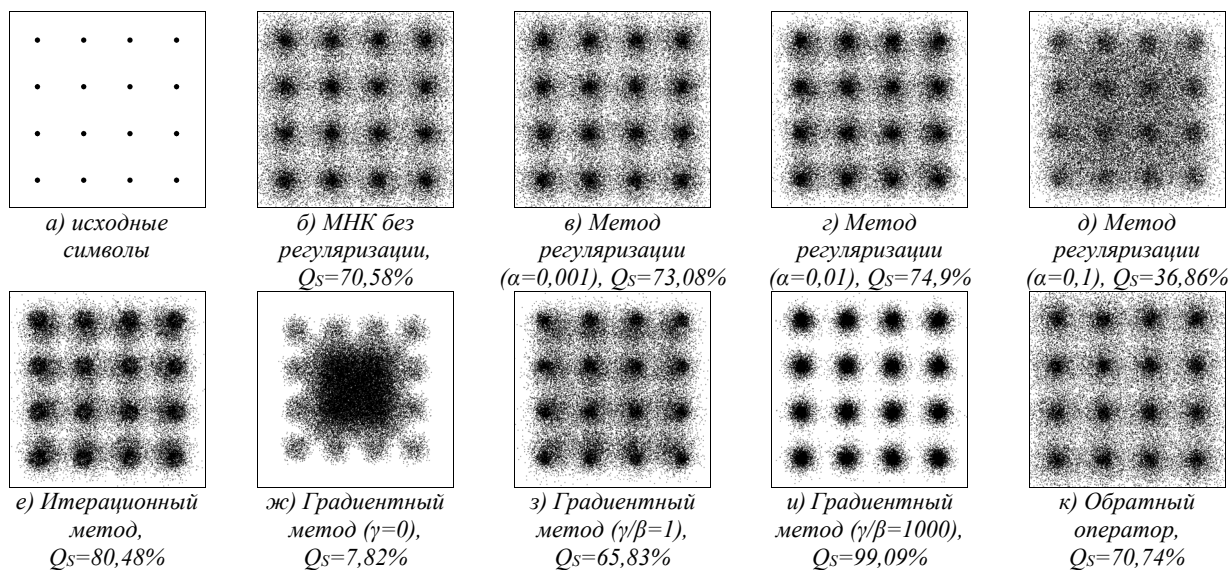 а) исходные
символы
б) МНК без
регуляризации,
QS=70,58%
в) Метод
регуляризации
(α=0,001), QS=73,08%
г) Метод
регуляризации
(α=0,01), QS=74,9%
д) Метод
регуляризации
(α=0,1), QS=36,86%
е) Итерационный
метод,
QS=80,48%
ж) Градиентный
метод (γ=0),
QS=7,82%
з) Градиентный
метод (γ/β=1),
QS=65,83%
и) Градиентный
метод (γ/β=1000),
QS=99,09%
к) Обратный
оператор,
QS=70,74%